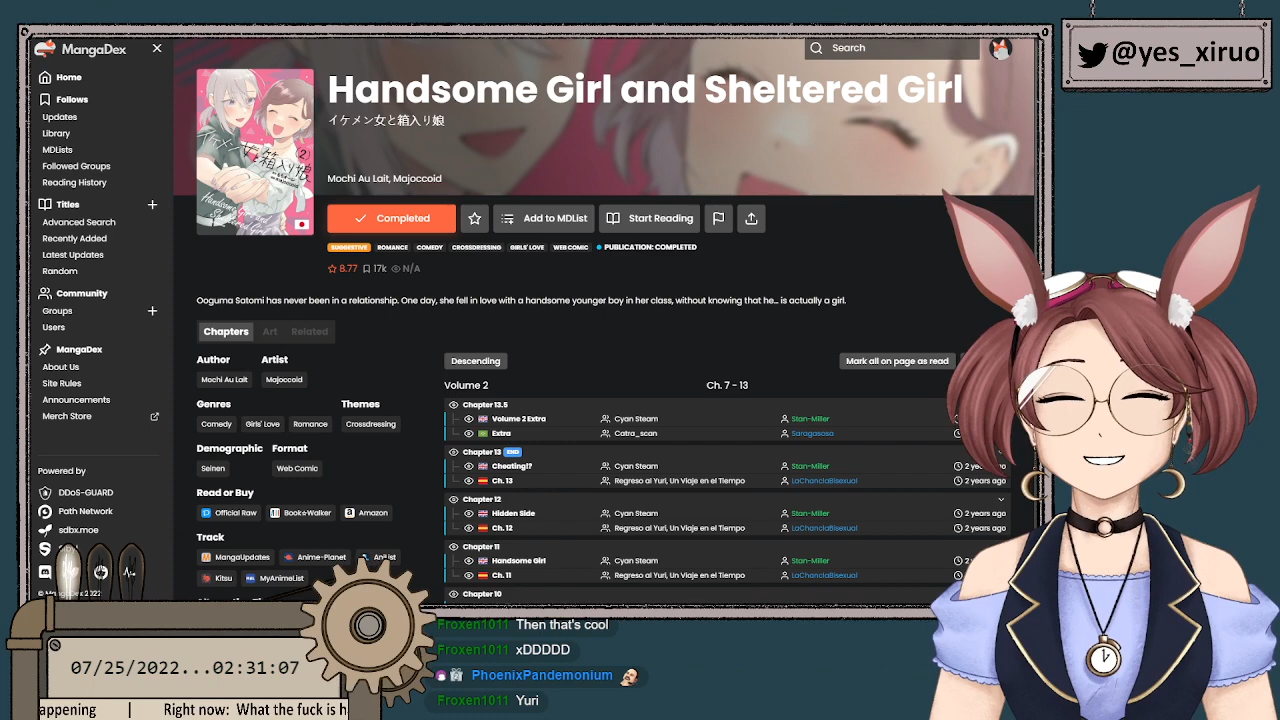 MangaDex
Home
Follows
Updates
Library
MDLists
Followed Groups
Reading History
Titles
Advanced Search
Recently Added
Latest Updates
Random
Community
Groups
Users
MangaDex
About Us
Site Rules
Announcements
Merch Store
Powered by
DDoS-GUARD
Path Network
sdbx.moe
Search
Handsome Girl and Sheltered Girl
イケメン女と箱入り娘
Mochi Au Lait, Majoccoid
Completed
Add to MDList
Start Reading
SUGGESTIVE ROMANCE COMEDY CROSSDRESSING GIRLS' LOVE WEB COMIC PUBLICATION: COMPLETED
8.77 17k N/A
Ooguma Satomi has never been in a relationship. One day, she fell in love with a handsome younger boy in her class, without knowing that he... is actually a girl.
Chapters Art Related
Author Artist
Mochi Au Lait Majoccoid
Genres Themes
Comedy Girls' Love Romance Crossdressing
Demographic Format
Seinen Web Comic
Read or Buy
Official Raw Book☆Walker Amazon
Track
MangaUpdates Anime-Planet
Kitsu MyAnimeList
Descending
Mark all on page as read
Volume 2 Ch. 7 - 13
Chapter 13.5
Volume 2 Extra Cyan Steam Stan-Miller
Extra Catra_scan Saragasosa
Chapter 13 END
Cheating!? Cyan Steam Stan-Miller 2 years ago
Ch. 13 Regreso al Yuri, Un Viaje en el Tiempo LaChanclaBisexual 2 years ago
Chapter 12
Hidden Side Cyan Steam Stan-Miller 2 years ago
Ch. 12 Regreso al Yuri, Un Viaje en el Tiempo LaChanclaBisexual 2 years ago
Chapter 11
Handsome Girl Cyan Steam Stan-Miller
Ch. 11 Regreso al Yuri, Un Viaje en el Tiempo LaChanclaBisexual
Chapter 10
@yes_xiruo
Froxen1011 Then that's cool
Froxen1011 xDDDDD
PhoenixPandemonium
Froxen1011 Yuri
07/25/2022...02:31:07
appening | Right now: What the fuck is h